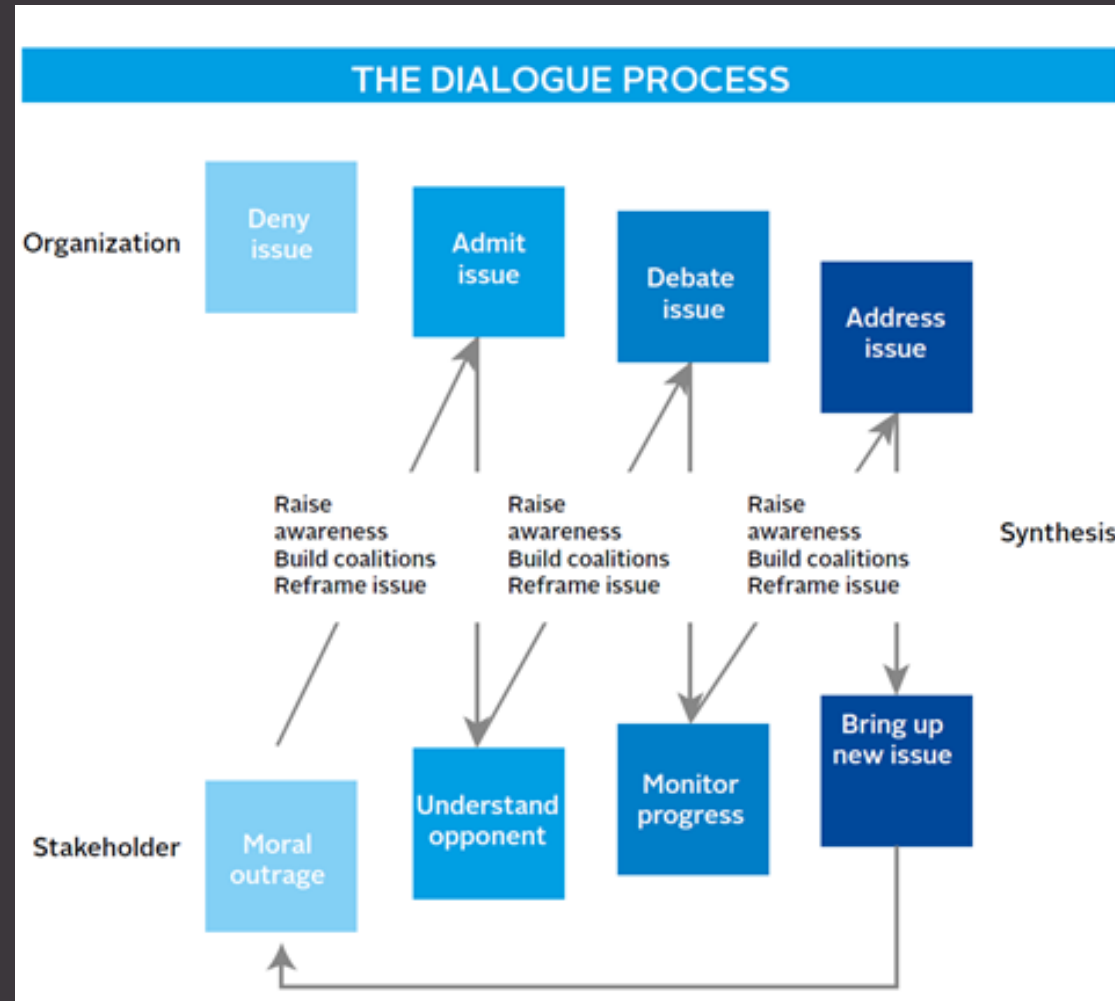 THE DIALOGUE PROCESS
Organization
Deny
issue
Admit
issue
Debate
issue
Address
issue
Raise
awareness
Build coalitions
Reframe issue
Raise
awareness
Build coalitions
Reframe issue
Raise
awareness
Build coalitions
Reframe issue
Synthesis
Stakeholder
Moral
outrage
Understand
opponent
Monitor
progress
Bring up
new issue